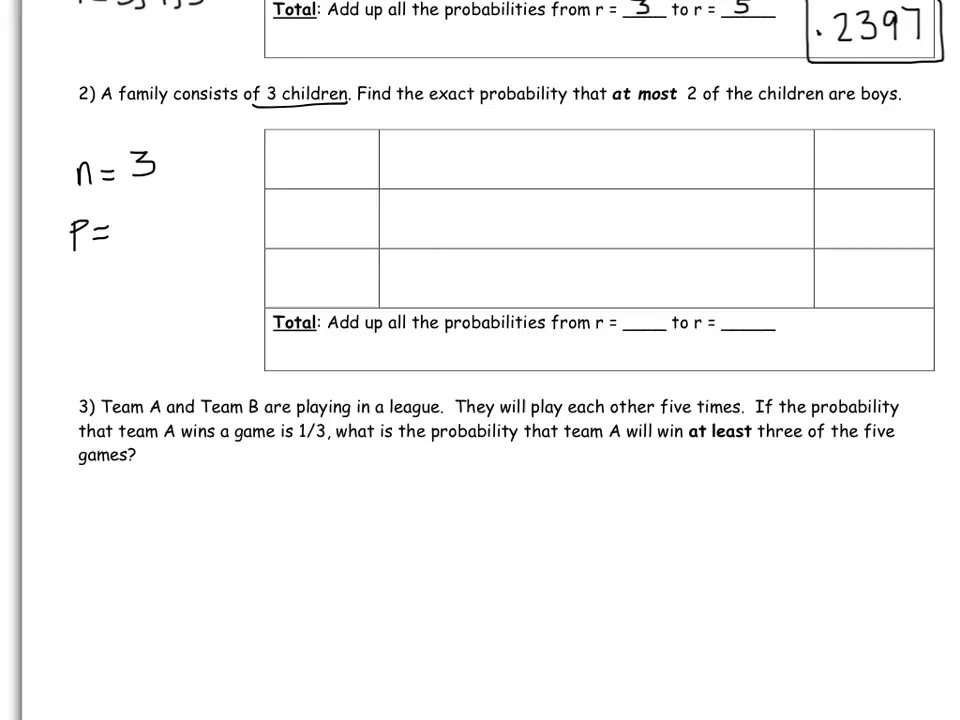 Total: Add up all the probabilities from r = 3 to r = 5
.2397
2) A family consists of 3 children. Find the exact probability that at most 2 of the children are boys.
n = 3
P =
Total: Add up all the probabilities from r = ____ to r = _____
3) Team A and Team B are playing in a league. They will play each other five times. If the probability
that team A wins a game is 1/3, what is the probability that team A will win at least three of the five
games?